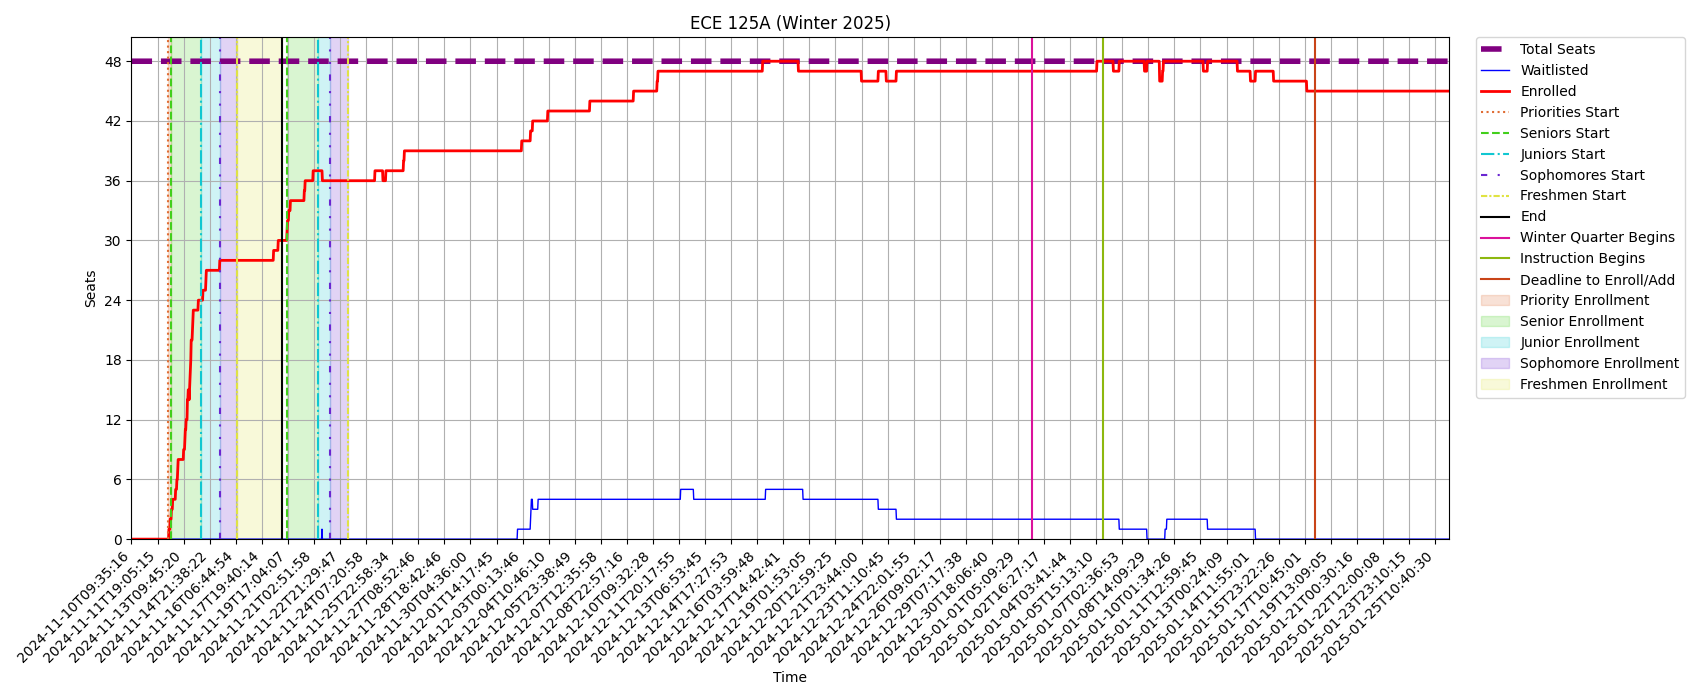 ECE 125A (Winter 2025)
Seats
48
42
36
30
24
18
12
6
0
2024-11-10T09:35:16
2024-11-11T19:05:15
2024-11-13T09:45:20
2024-11-14T21:38:22
2024-11-16T06:44:54
2024-11-17T19:40:14
2024-11-19T17:04:07
2024-11-21T02:51:58
2024-11-22T21:29:47
2024-11-24T07:20:58
2024-11-25T22:58:34
2024-11-27T08:52:46
2024-11-28T18:42:46
2024-11-30T04:36:00
2024-12-01T14:17:45
2024-12-03T00:13:46
2024-12-04T10:46:10
2024-12-05T23:38:49
2024-12-07T12:35:58
2024-12-08T22:57:16
2024-12-10T09:32:28
2024-12-11T20:17:55
2024-12-13T06:53:45
2024-12-14T17:27:53
2024-12-16T03:59:48
2024-12-17T14:42:41
2024-12-19T01:53:05
2024-12-20T12:59:25
2024-12-21T23:44:00
2024-12-23T11:10:45
2024-12-24T22:01:55
2024-12-26T09:02:17
2024-12-29T07:17:38
2024-12-30T18:06:40
2025-01-01T05:09:29
2025-01-02T16:27:17
2025-01-04T03:41:44
2025-01-05T15:13:10
2025-01-07T02:36:53
2025-01-08T14:09:29
2025-01-10T01:34:26
2025-01-11T12:59:45
2025-01-13T00:24:09
2025-01-14T11:55:01
2025-01-15T23:22:26
2025-01-17T10:45:01
2025-01-19T13:09:05
2025-01-21T00:30:16
2025-01-22T12:00:08
2025-01-23T23:10:15
2025-01-25T10:40:30
Time
Total Seats
Waitlisted
Enrolled
Priorities Start
Seniors Start
Juniors Start
Sophomores Start
Freshmen Start
End
Winter Quarter Begins
Instruction Begins
Deadline to Enroll/Add
Priority Enrollment
Senior Enrollment
Junior Enrollment
Sophomore Enrollment
Freshmen Enrollment